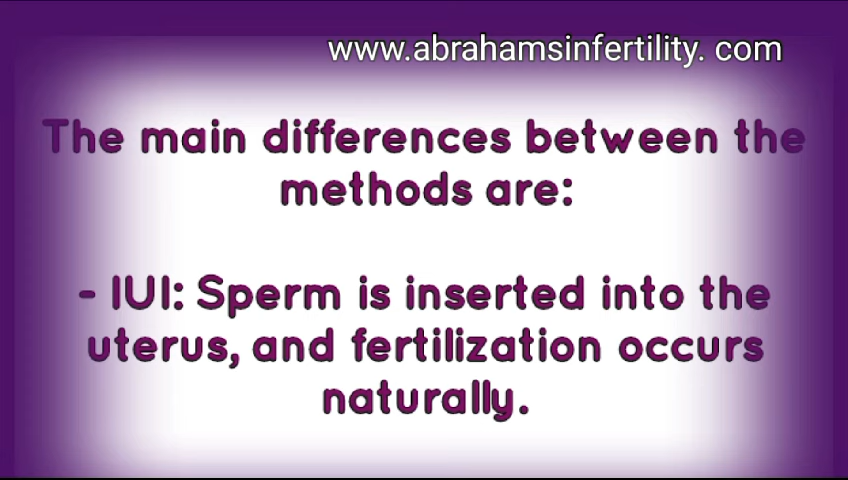 www.abrahamsinfertility. com
The main differences between the
methods are:
- IUI: Sperm is inserted into the
uterus, and fertilization occurs
naturally.